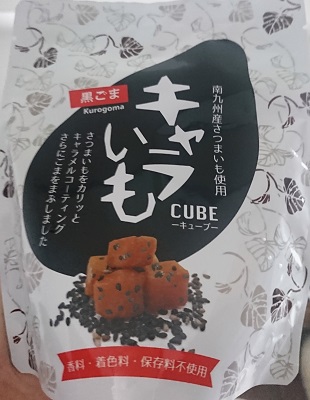 黒ごま
Kurogoma
キャラいも
CUBE
ーキューブー
南九州産さつまいも使用
さつまいもをカリッと
キャラメルコーティング
さらにごまをまぶしました
香料・着色料・保存料不使用